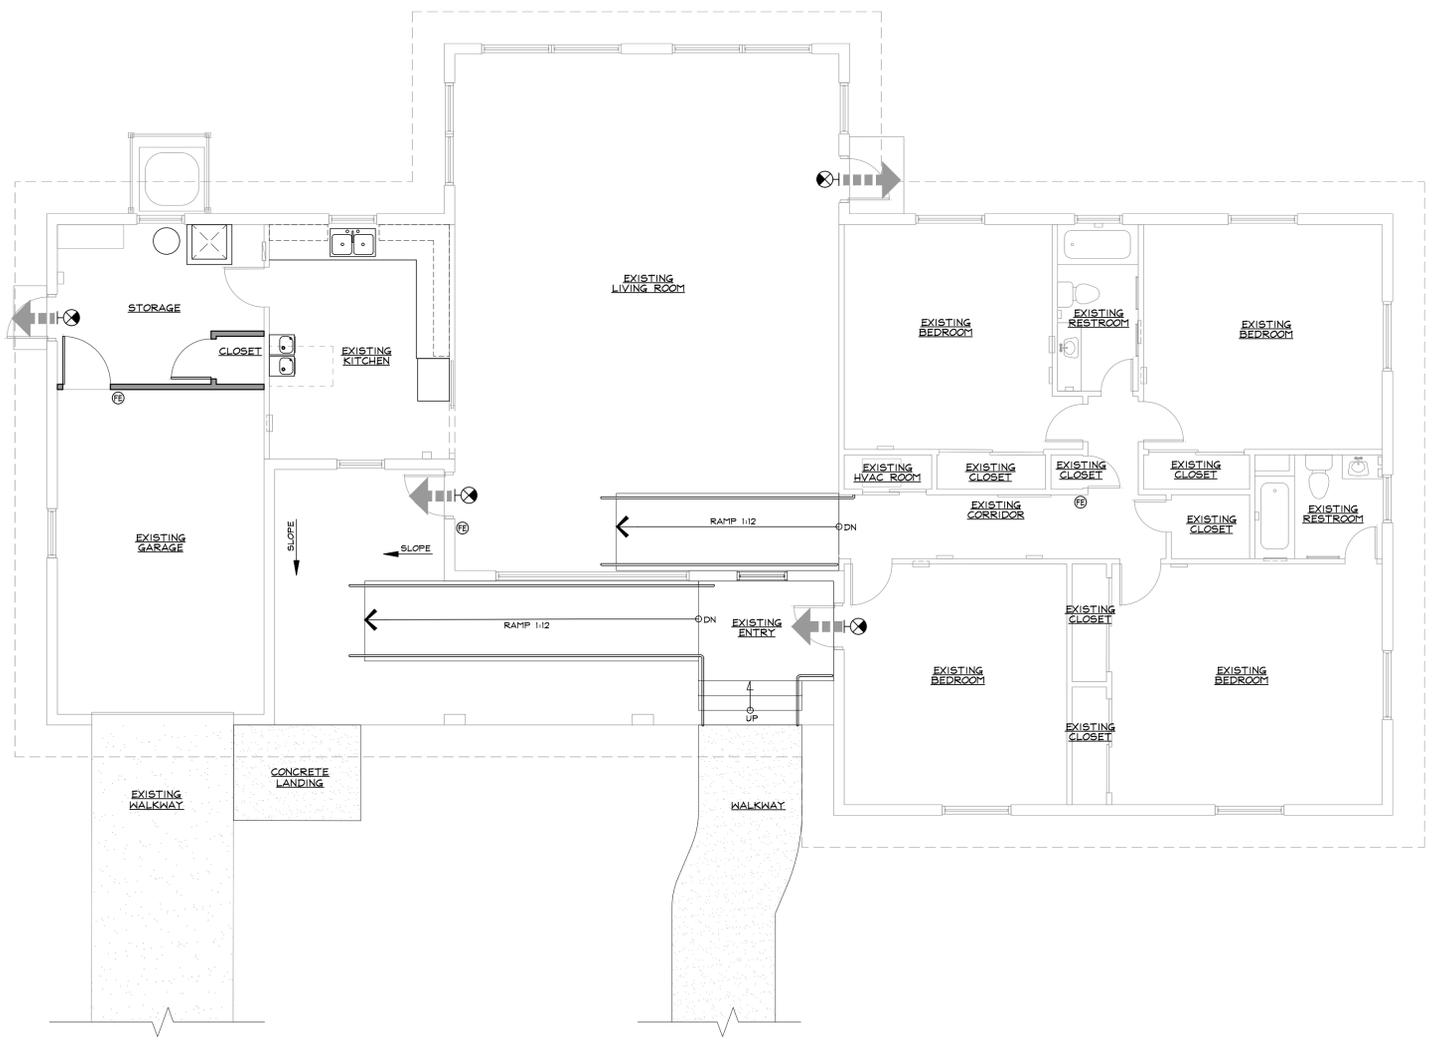 EXISTING
LIVING ROOM
STORAGE
CLOSET
EXISTING
KITCHEN
FE
EXISTING
BEDROOM
EXISTING
RESTROOM
EXISTING
BEDROOM
EXISTING
HVAC ROOM
EXISTING
CLOSET
EXISTING
CLOSET
EXISTING
CLOSET
FE
EXISTING
CORRIDOR
EXISTING
CLOSET
EXISTING
RESTROOM
EXISTING
GARAGE
SLOPE
SLOPE
FE
RAMP 1:12
DN
RAMP 1:12
DN
EXISTING
ENTRY
4
UP
EXISTING
BEDROOM
EXISTING
CLOSET
EXISTING
CLOSET
EXISTING
BEDROOM
EXISTING
WALKWAY
CONCRETE
LANDING
WALKWAY